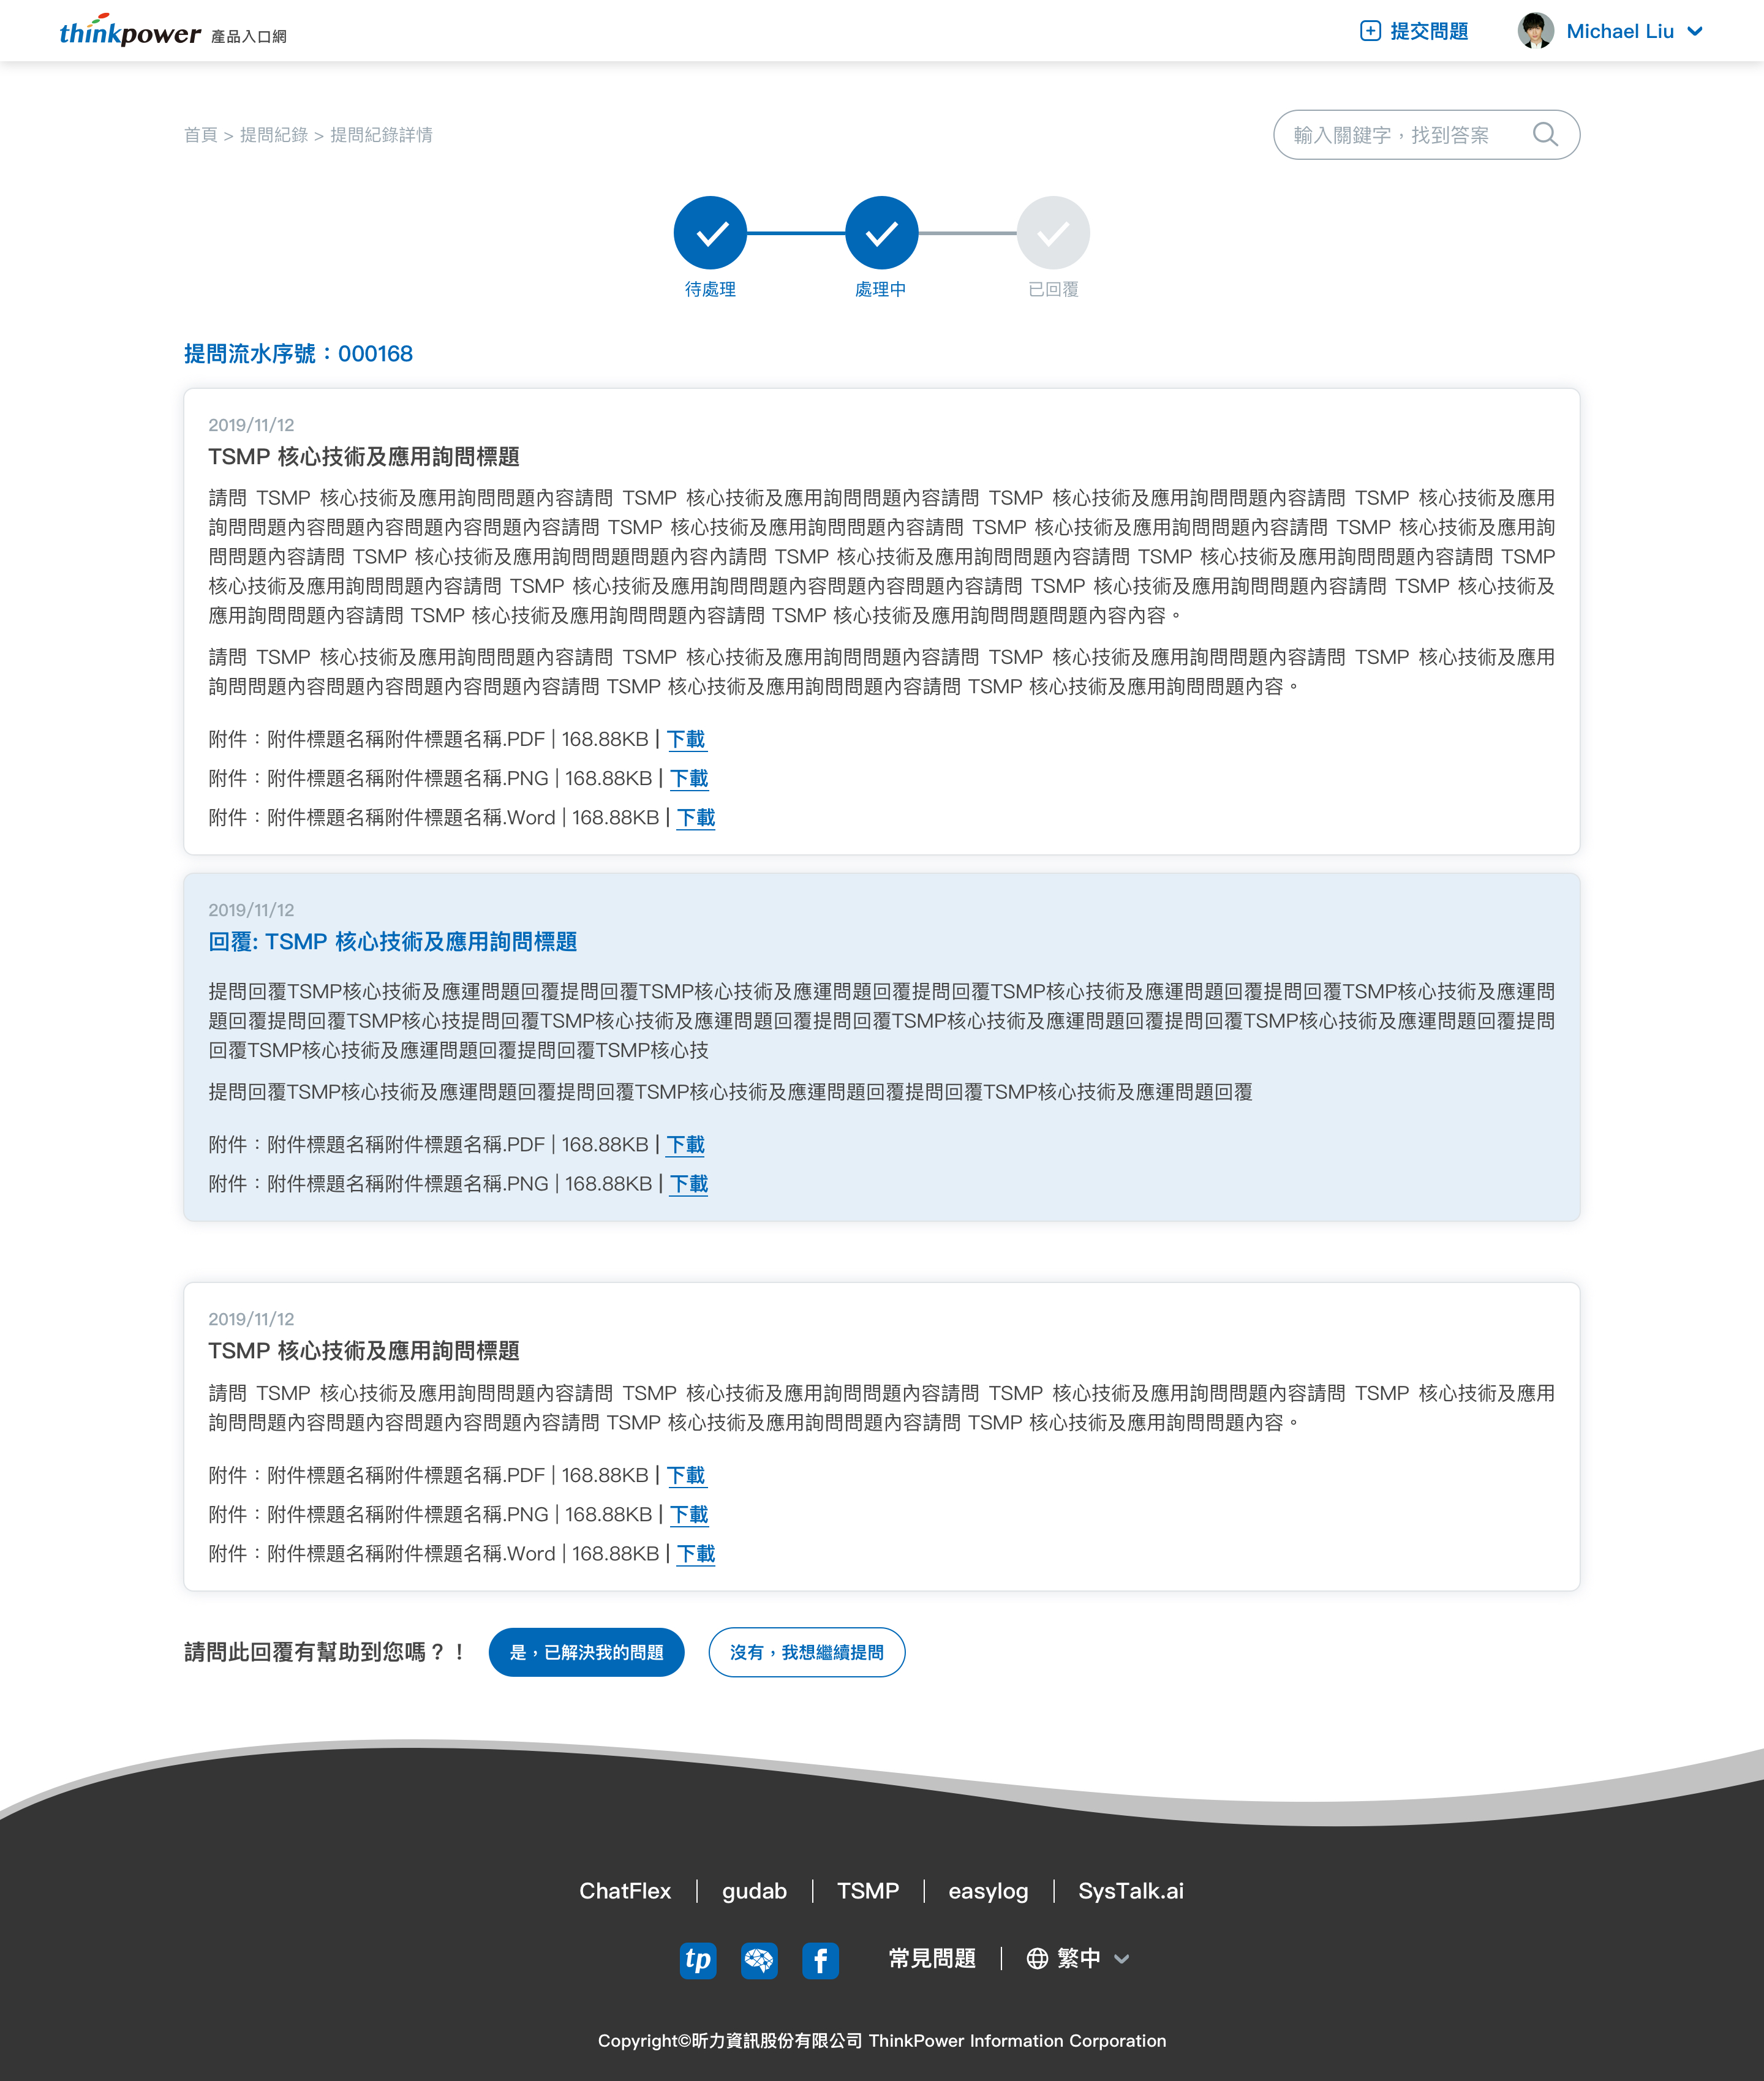 thinkpower 產品入口網
提交問題
Michael Liu
首頁 > 提問紀錄 > 提問紀錄詳情
輸入關鍵字，找到答案
待處理
處理中
已回覆
提問流水序號：000168
2019/11/12
TSMP 核心技術及應用詢問標題
請問 TSMP 核心技術及應用詢問問題內容請問 TSMP 核心技術及應用詢問問題內容請問 TSMP 核心技術及應用詢問問題內容請問 TSMP 核心技術及應用
詢問問題內容問題內容問題內容問題內容請問 TSMP 核心技術及應用詢問問題內容請問 TSMP 核心技術及應用詢問問題內容請問 TSMP 核心技術及應用詢
問問題內容請問 TSMP 核心技術及應用詢問問題問題內容內請問 TSMP 核心技術及應用詢問問題內容請問 TSMP 核心技術及應用詢問問題內容請問 TSMP
核心技術及應用詢問問題內容請問 TSMP 核心技術及應用詢問問題內容問題內容問題內容請問 TSMP 核心技術及應用詢問問題內容請問 TSMP 核心技術及
應用詢問問題內容請問 TSMP 核心技術及應用詢問問題內容請問 TSMP 核心技術及應用詢問問題問題內容內容。
請問 TSMP 核心技術及應用詢問問題內容請問 TSMP 核心技術及應用詢問問題內容請問 TSMP 核心技術及應用詢問問題內容請問 TSMP 核心技術及應用
詢問問題內容問題內容問題內容問題內容請問 TSMP 核心技術及應用詢問問題內容請問 TSMP 核心技術及應用詢問問題內容。
附件：附件標題名稱附件標題名稱.PDF | 168.88KB | 下載
附件：附件標題名稱附件標題名稱.PNG | 168.88KB | 下載
附件：附件標題名稱附件標題名稱.Word | 168.88KB | 下載
2019/11/12
回覆: TSMP 核心技術及應用詢問標題
提問回覆TSMP核心技術及應運問題回覆提問回覆TSMP核心技術及應運問題回覆提問回覆TSMP核心技術及應運問題回覆提問回覆TSMP核心技術及應運問
題回覆提問回覆TSMP核心技提問回覆TSMP核心技術及應運問題回覆提問回覆TSMP核心技術及應運問題回覆提問回覆TSMP核心技術及應運問題回覆提問
回覆TSMP核心技術及應運問題回覆提問回覆TSMP核心技
提問回覆TSMP核心技術及應運問題回覆提問回覆TSMP核心技術及應運問題回覆提問回覆TSMP核心技術及應運問題回覆
附件：附件標題名稱附件標題名稱.PDF | 168.88KB | 下載
附件：附件標題名稱附件標題名稱.PNG | 168.88KB | 下載
2019/11/12
TSMP 核心技術及應用詢問標題
請問 TSMP 核心技術及應用詢問問題內容請問 TSMP 核心技術及應用詢問問題內容請問 TSMP 核心技術及應用詢問問題內容請問 TSMP 核心技術及應用
詢問問題內容問題內容問題內容問題內容請問 TSMP 核心技術及應用詢問問題內容請問 TSMP 核心技術及應用詢問問題內容。
附件：附件標題名稱附件標題名稱.PDF | 168.88KB | 下載
附件：附件標題名稱附件標題名稱.PNG | 168.88KB | 下載
附件：附件標題名稱附件標題名稱.Word | 168.88KB | 下載
請問此回覆有幫助到您嗎？！
是，已解決我的問題
沒有，我想繼續提問
ChatFlex | gudab | TSMP | easylog | SysTalk.ai
tp
f
常見問題 | 繁中
Copyright©昕力資訊股份有限公司 ThinkPower Information Corporation